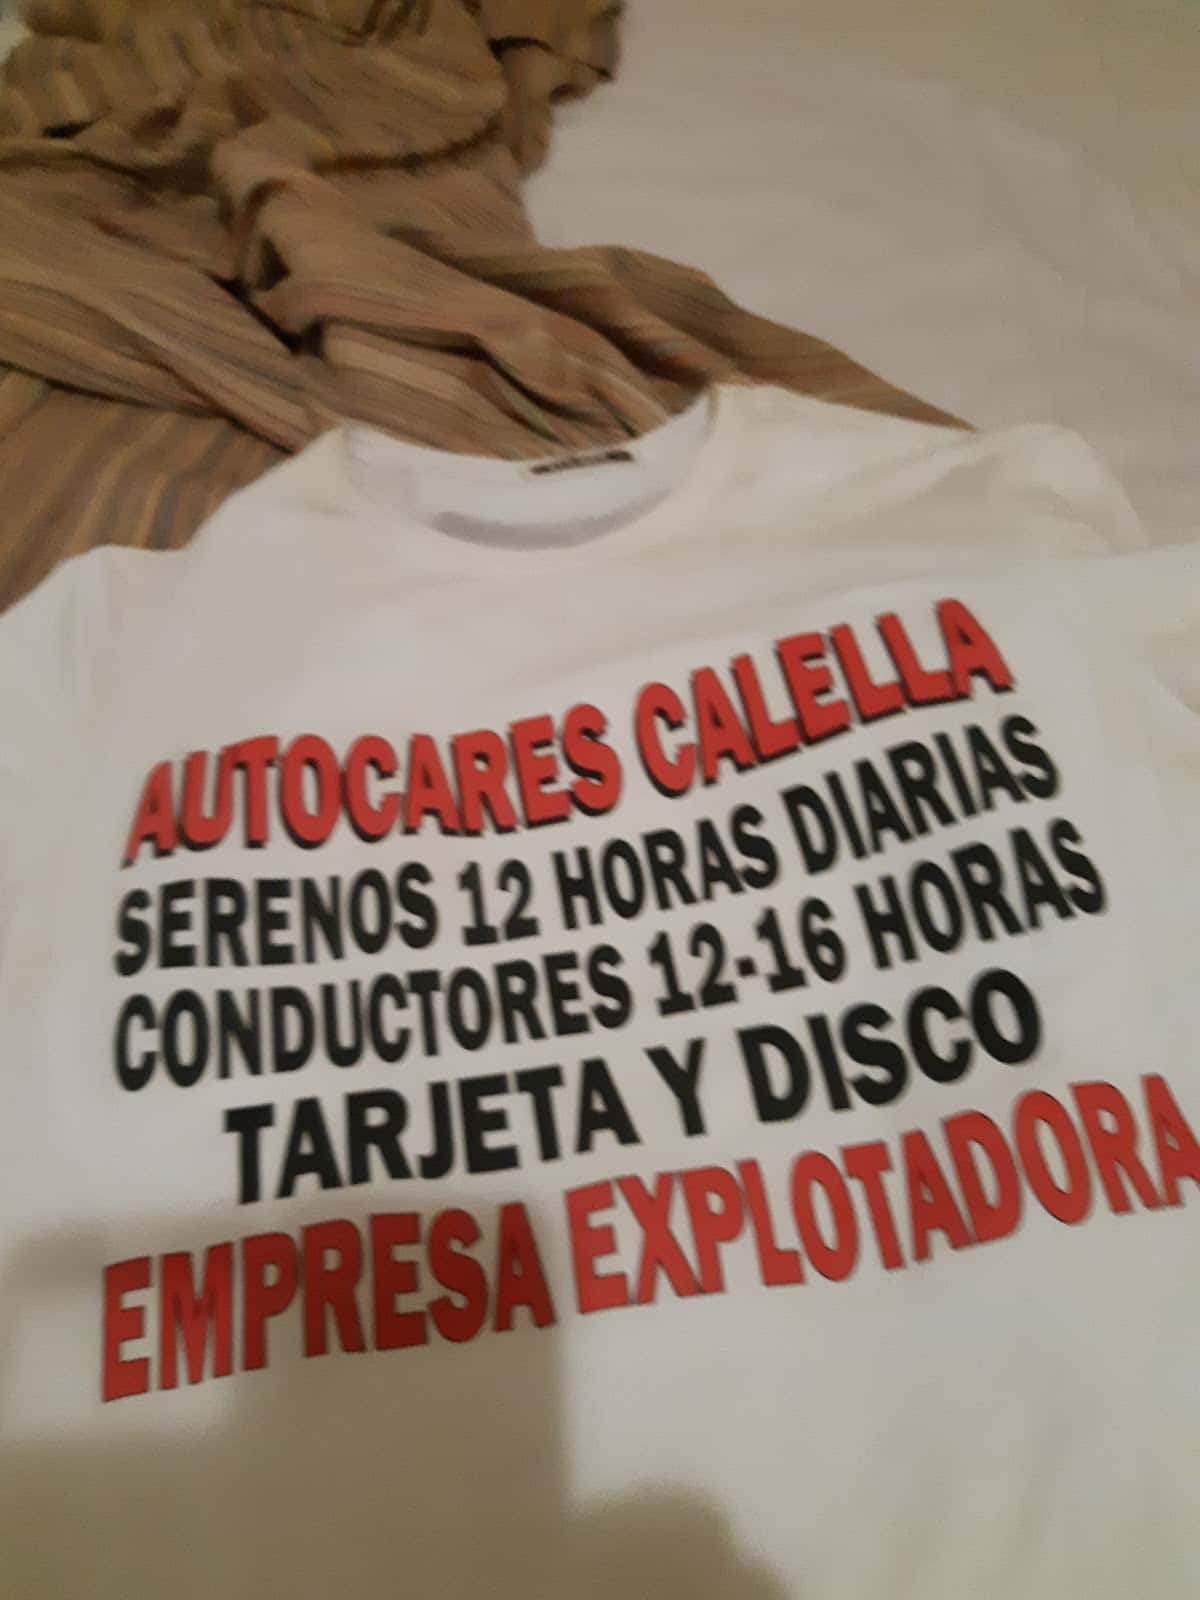 AUTOCARES CALELLA
SERENOS 12 HORAS DIARIAS
CONDUCTORES 12-16 HORAS
TARJETA Y DISCO
EMPRESA EXPLOTADORA